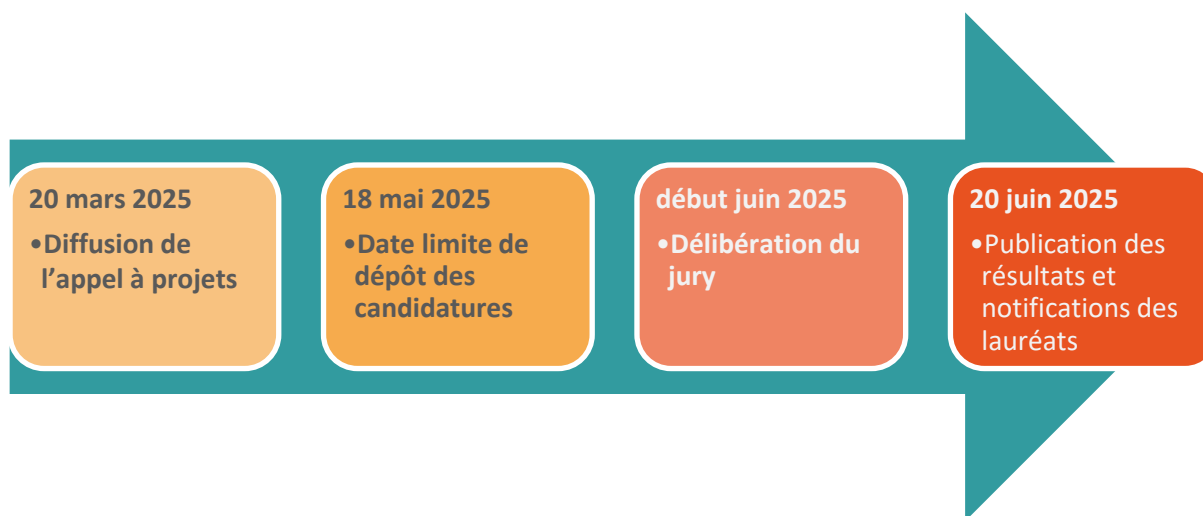 20 mars 2025
•Diffusion de
l’appel à projets
18 mai 2025
•Date limite de
dépôt des
candidatures
début juin 2025
•Délibération du
jury
20 juin 2025
•Publication des
résultats et
notifications des
lauréats